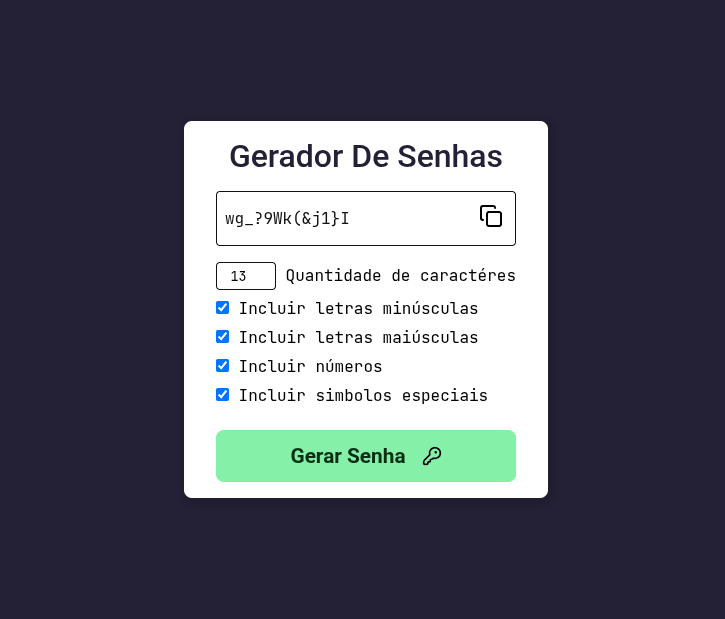 Gerador De Senhas
wg_?9Wk(&j1}I
13 Quantidade de caractéres
Incluir letras minúsculas
Incluir letras maiúsculas
Incluir números
Incluir simbolos especiais
Gerar Senha